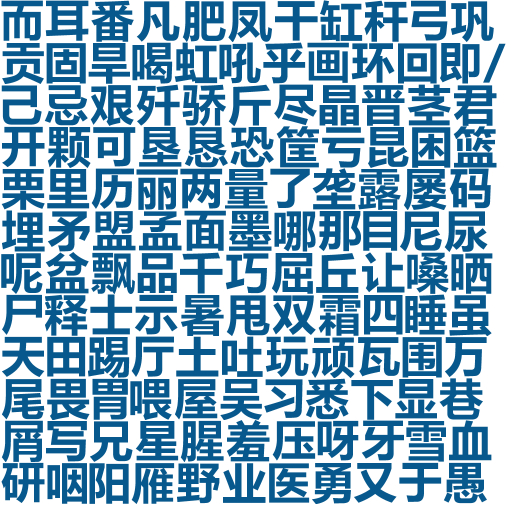 而耳番凡肥凤干缸秆弓巩
贡固旱喝虹吼乎画环回即/
己忌艰歼骄斤尽晶晋茎君
开颗可垦恳恐筐亏昆困篮
栗里历丽两量了垄露屡码
埋矛盟孟面墨哪那目尼尿
呢盆飘品千巧屈丘让嗓晒
尸释士示暑甩双霜四睡虽
天田踢厅土吐玩顽瓦围万
尾畏胃喂屋吴习悉下显巷
屑写兄星腥羞压呀牙雪血
研咽阳雁野业医勇又于愚